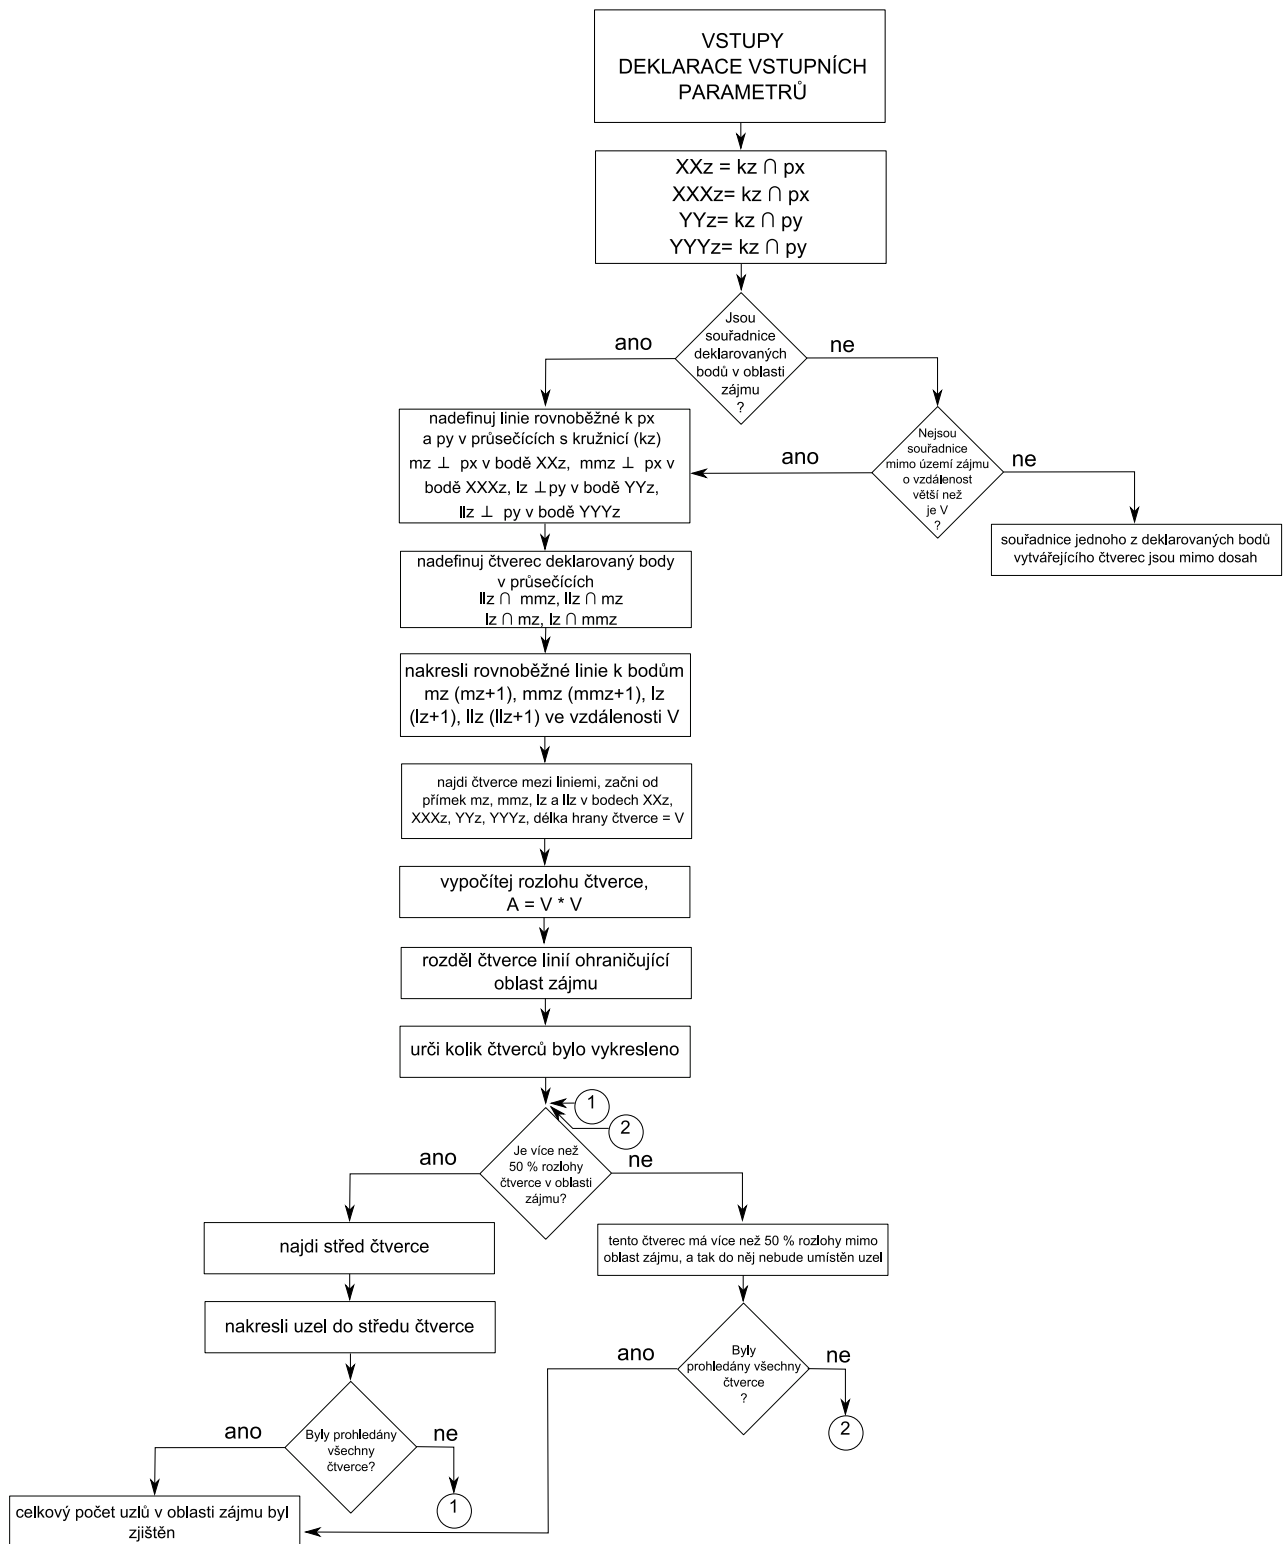 VSTUPY
DEKLARACE VSTUPNÍCH
PARAMETRŮ
XXz = kz ∩ px
XXXz= kz ∩ px
YYz= kz ∩ py
YYYz= kz ∩ py
Jsou
souřadnice
deklarovaných
bodů v oblasti
zájmu
?
ano
ne
nadefinuj linie rovnoběžné k px
a py v průsečících s kružnicí (kz)
mz ⊥ px v bodě XXz, mmz ⊥ px v
bodě XXXz, lz ⊥ py v bodě YYz,
llz ⊥ py v bodě YYYz
Nejsou
souřadnice
mimo území zájmu
o vzdálenost
větší než
je V
?
ano
ne
souřadnice jednoho z deklarovaných bodů
vytvářejícího čtverec jsou mimo dosah
nadefinuj čtverec deklarovaný body
v průsečících
llz ∩ mmz, llz ∩ mz
lz ∩ mz, lz ∩ mmz
nakresli rovnoběžné linie k bodům
mz (mz+1), mmz (mmz+1), lz
(lz+1), llz (llz+1) ve vzdálenosti V
najdi čtverce mezi liniemi, začni od
přímek mz, mmz, lz a llz v bodech XXz,
XXXz, YYz, YYYz, délka hrany čtverce = V
vypočítej rozlohu čtverce,
A = V * V
rozděl čtverce linií ohraničující
oblast zájmu
urči kolik čtverců bylo vykresleno
1
2
Je více než
50 % rozlohy
čtverce v oblasti
zájmu?
ano
ne
najdi střed čtverce
tento čtverec má více než 50 % rozlohy mimo
oblast zájmu, a tak do něj nebude umístěn uzel
nakresli uzel do středu čtverce
Byly
prohledány všechny
čtverce
?
ano
ne
2
Byly prohledány
všechny
čtverce?
ano
ne
1
celkový počet uzlů v oblasti zájmu byl
zjištěn